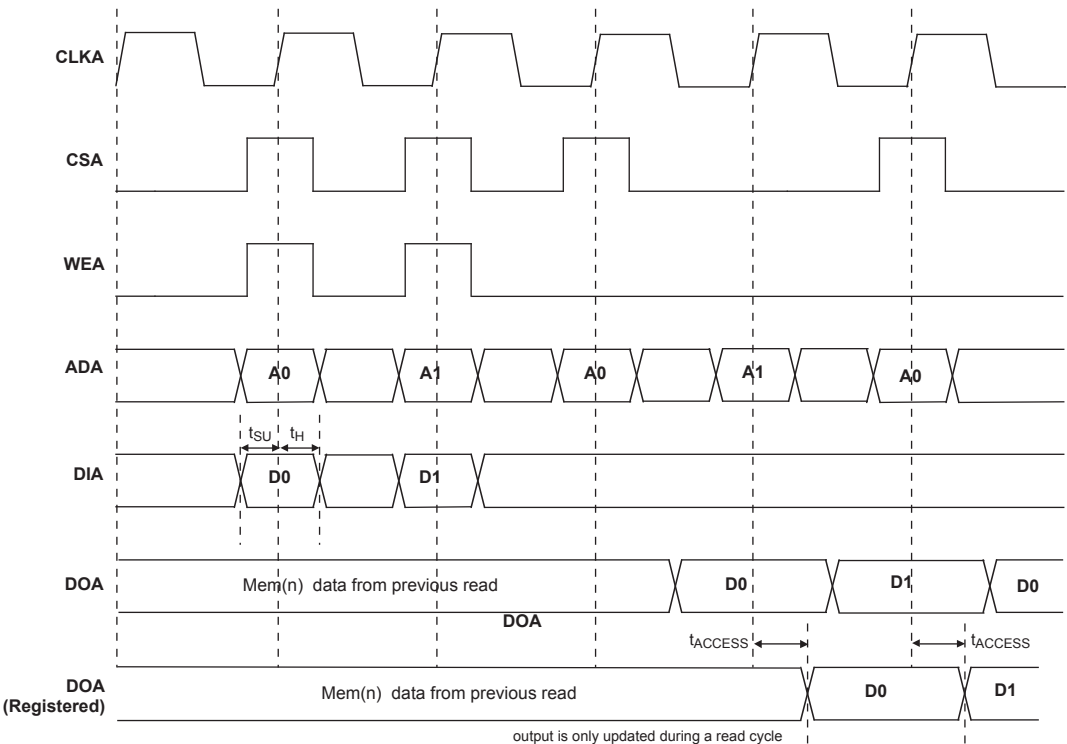 CLKA
CSA
WEA
ADA
A0
A1
A0
A1
A0
tSU
tH
DIA
D0
D1
DOA
Mem(n) data from previous read
D0
D1
D0
DOA
tACCESS
tACCESS
DOA
(Registered)
Mem(n) data from previous read
D0
D1
output is only updated during a read cycle